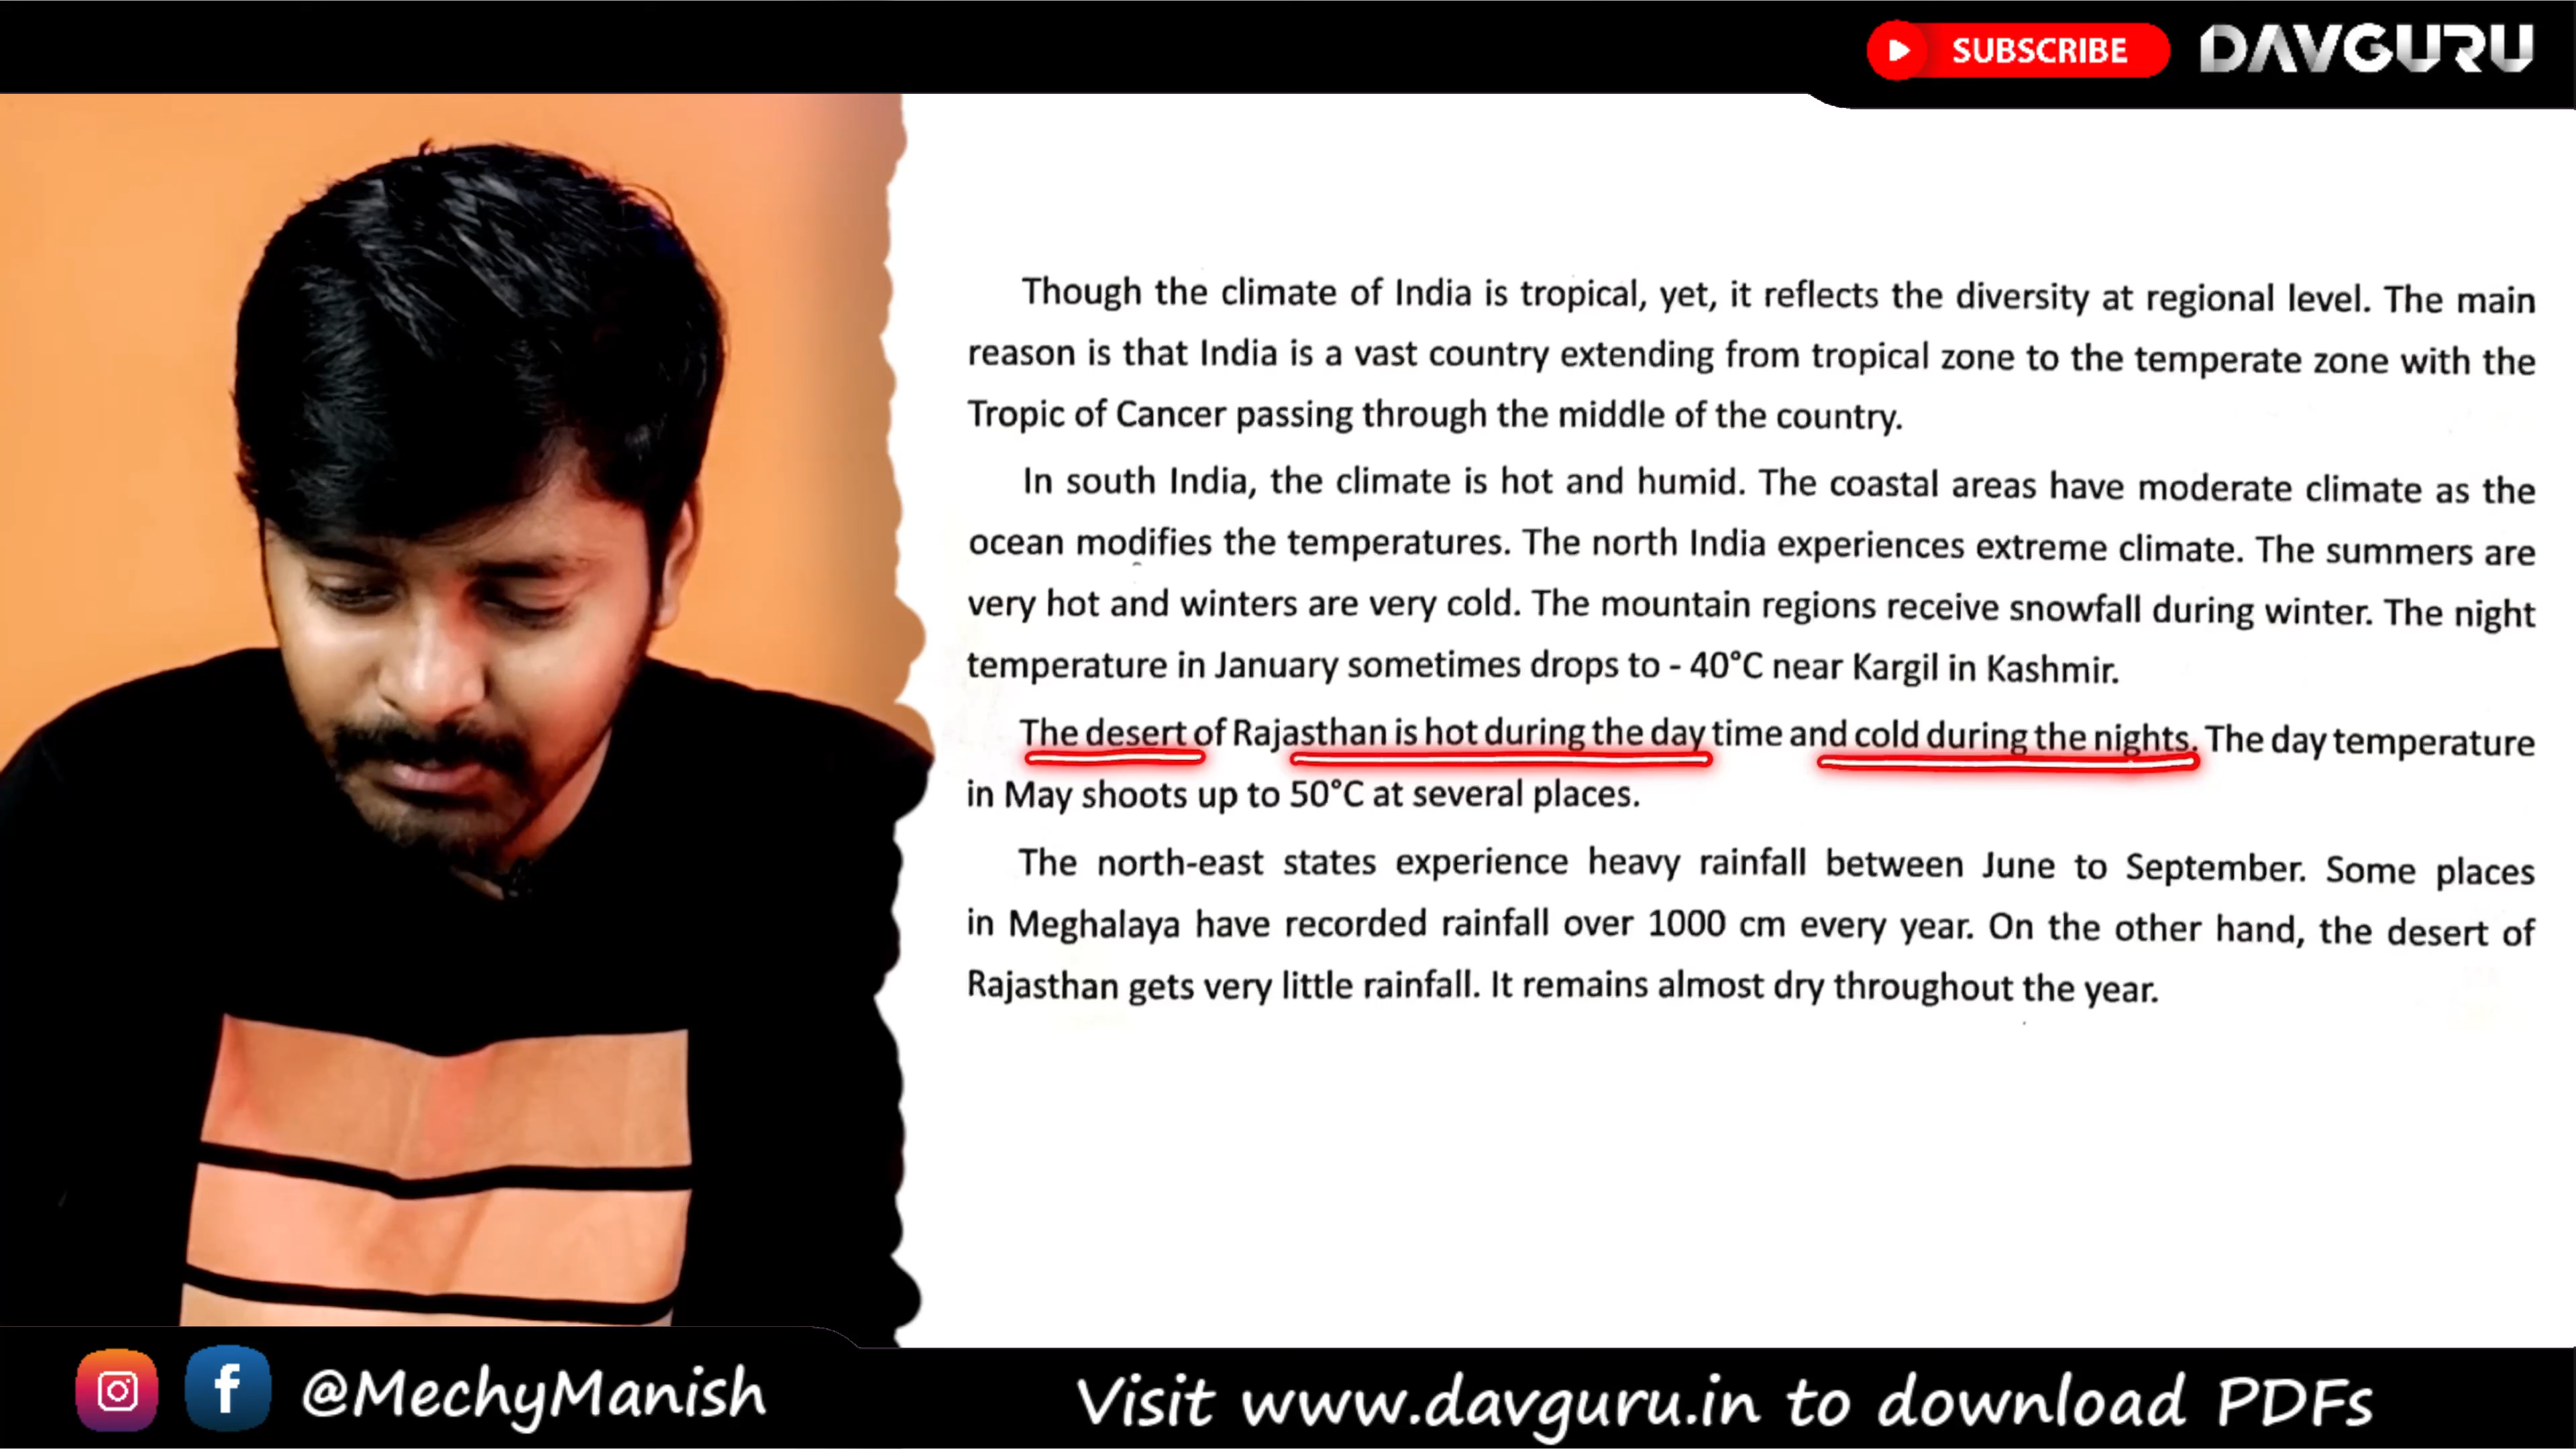 SUBSCRIBE DAVGURU
Though the climate of India is tropical, yet, it reflects the diversity at regional level. The main
reason is that India is a vast country extending from tropical zone to the temperate zone with the
Tropic of Cancer passing through the middle of the country.
In south India, the climate is hot and humid. The coastal areas have moderate climate as the
ocean modifies the temperatures. The north India experiences extreme climate. The summers are
very hot and winters are very cold. The mountain regions receive snowfall during winter. The night
temperature in January sometimes drops to - 40°C near Kargil in Kashmir.
The desert of Rajasthan is hot during the day time and cold during the nights. The day temperature
in May shoots up to 50°C at several places.
The north-east states experience heavy rainfall between June to September. Some places
in Meghalaya have recorded rainfall over 1000 cm every year. On the other hand, the desert of
Rajasthan gets very little rainfall. It remains almost dry throughout the year.
@MechyManish Visit www.davguru.in to download PDFs